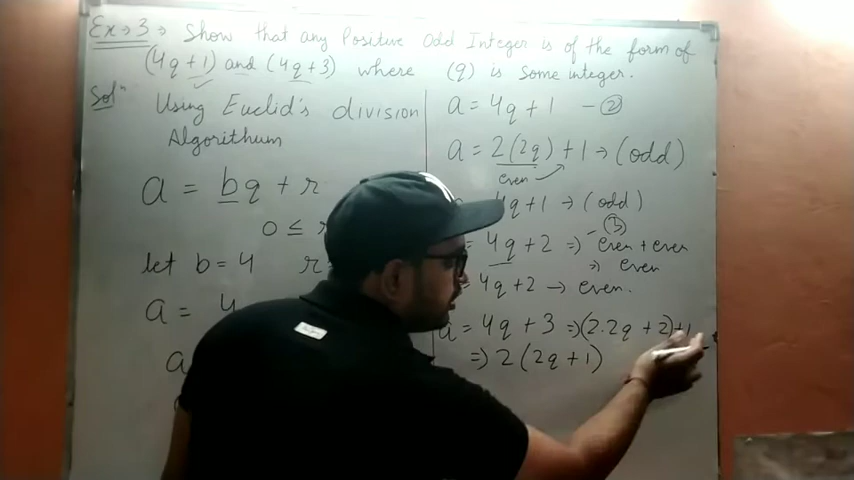 Ex → 3 → Show that any Positive Odd Integer is of the form of
(4q + 1) and (4q + 3) where (q) is some integer.
Solⁿ Using Euclid's division
Algorithum
a = bq + r
0 ≤ r
let b = 4 r
a = 4
a
a = 4q + 1 - ②
a = 2(2q) + 1 → (odd)
even
4q + 1 → (odd)
= 4q + 2 - ③ ⇒ even + even
⇒ even
4q + 2 → even.
a = 4q + 3 ⇒ (2.2q + 2) + 1
⇒ 2(2q + 1)